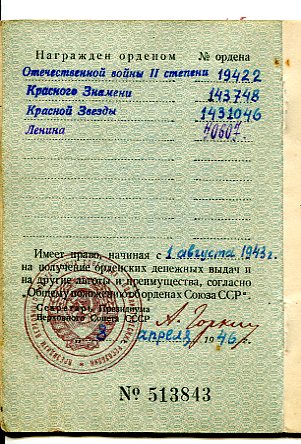 Награжден орденом № ордена
Отечественной войны II степени 19422
Красного Знамени 143748
Красной Звезды 1431046
Ленина
Имеет право, начиная с 1 августа 1943 г.
на получение орденских денежных выдач и
на другие льготы и преимущества, согласно
„Общему положению об орденах Союза ССР“.
Секретарь Президиума
Верховного Совета СССР
А. Горкин
3 апреля 1946 г.
№ 513843